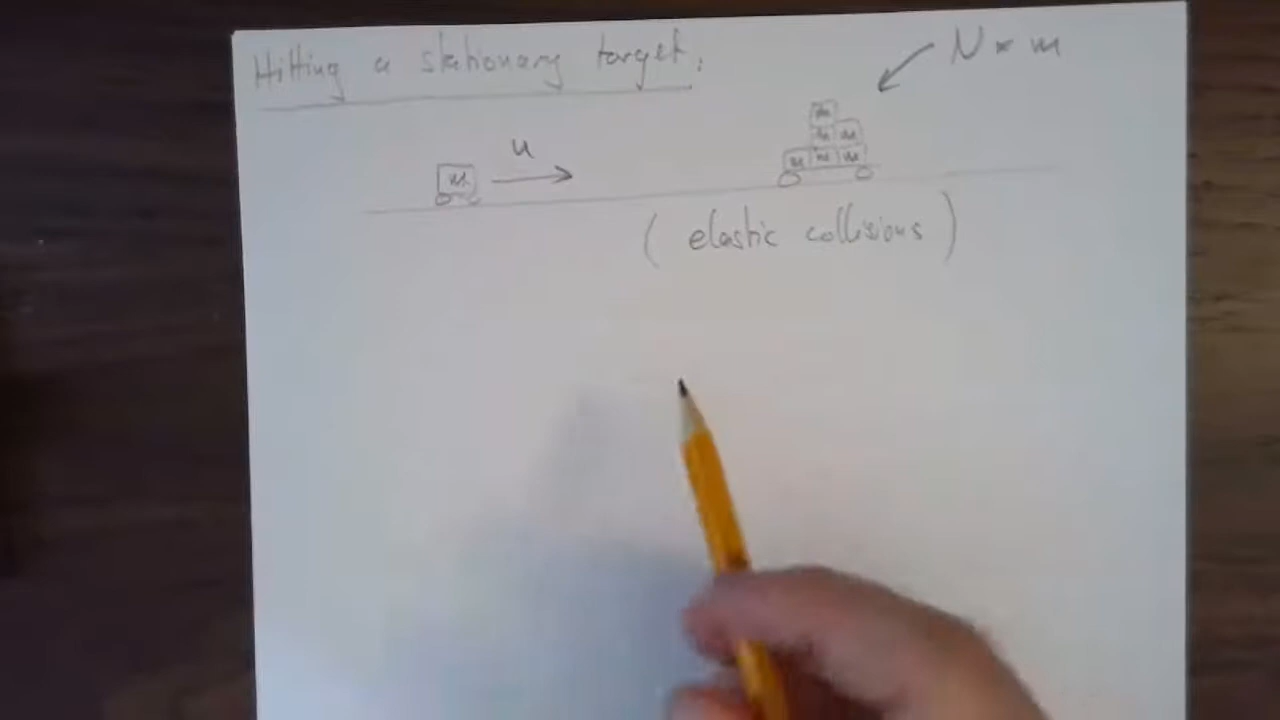 Hitting a stationary target:
N × m
m
m m
m m m
m u
( elastic collisions )